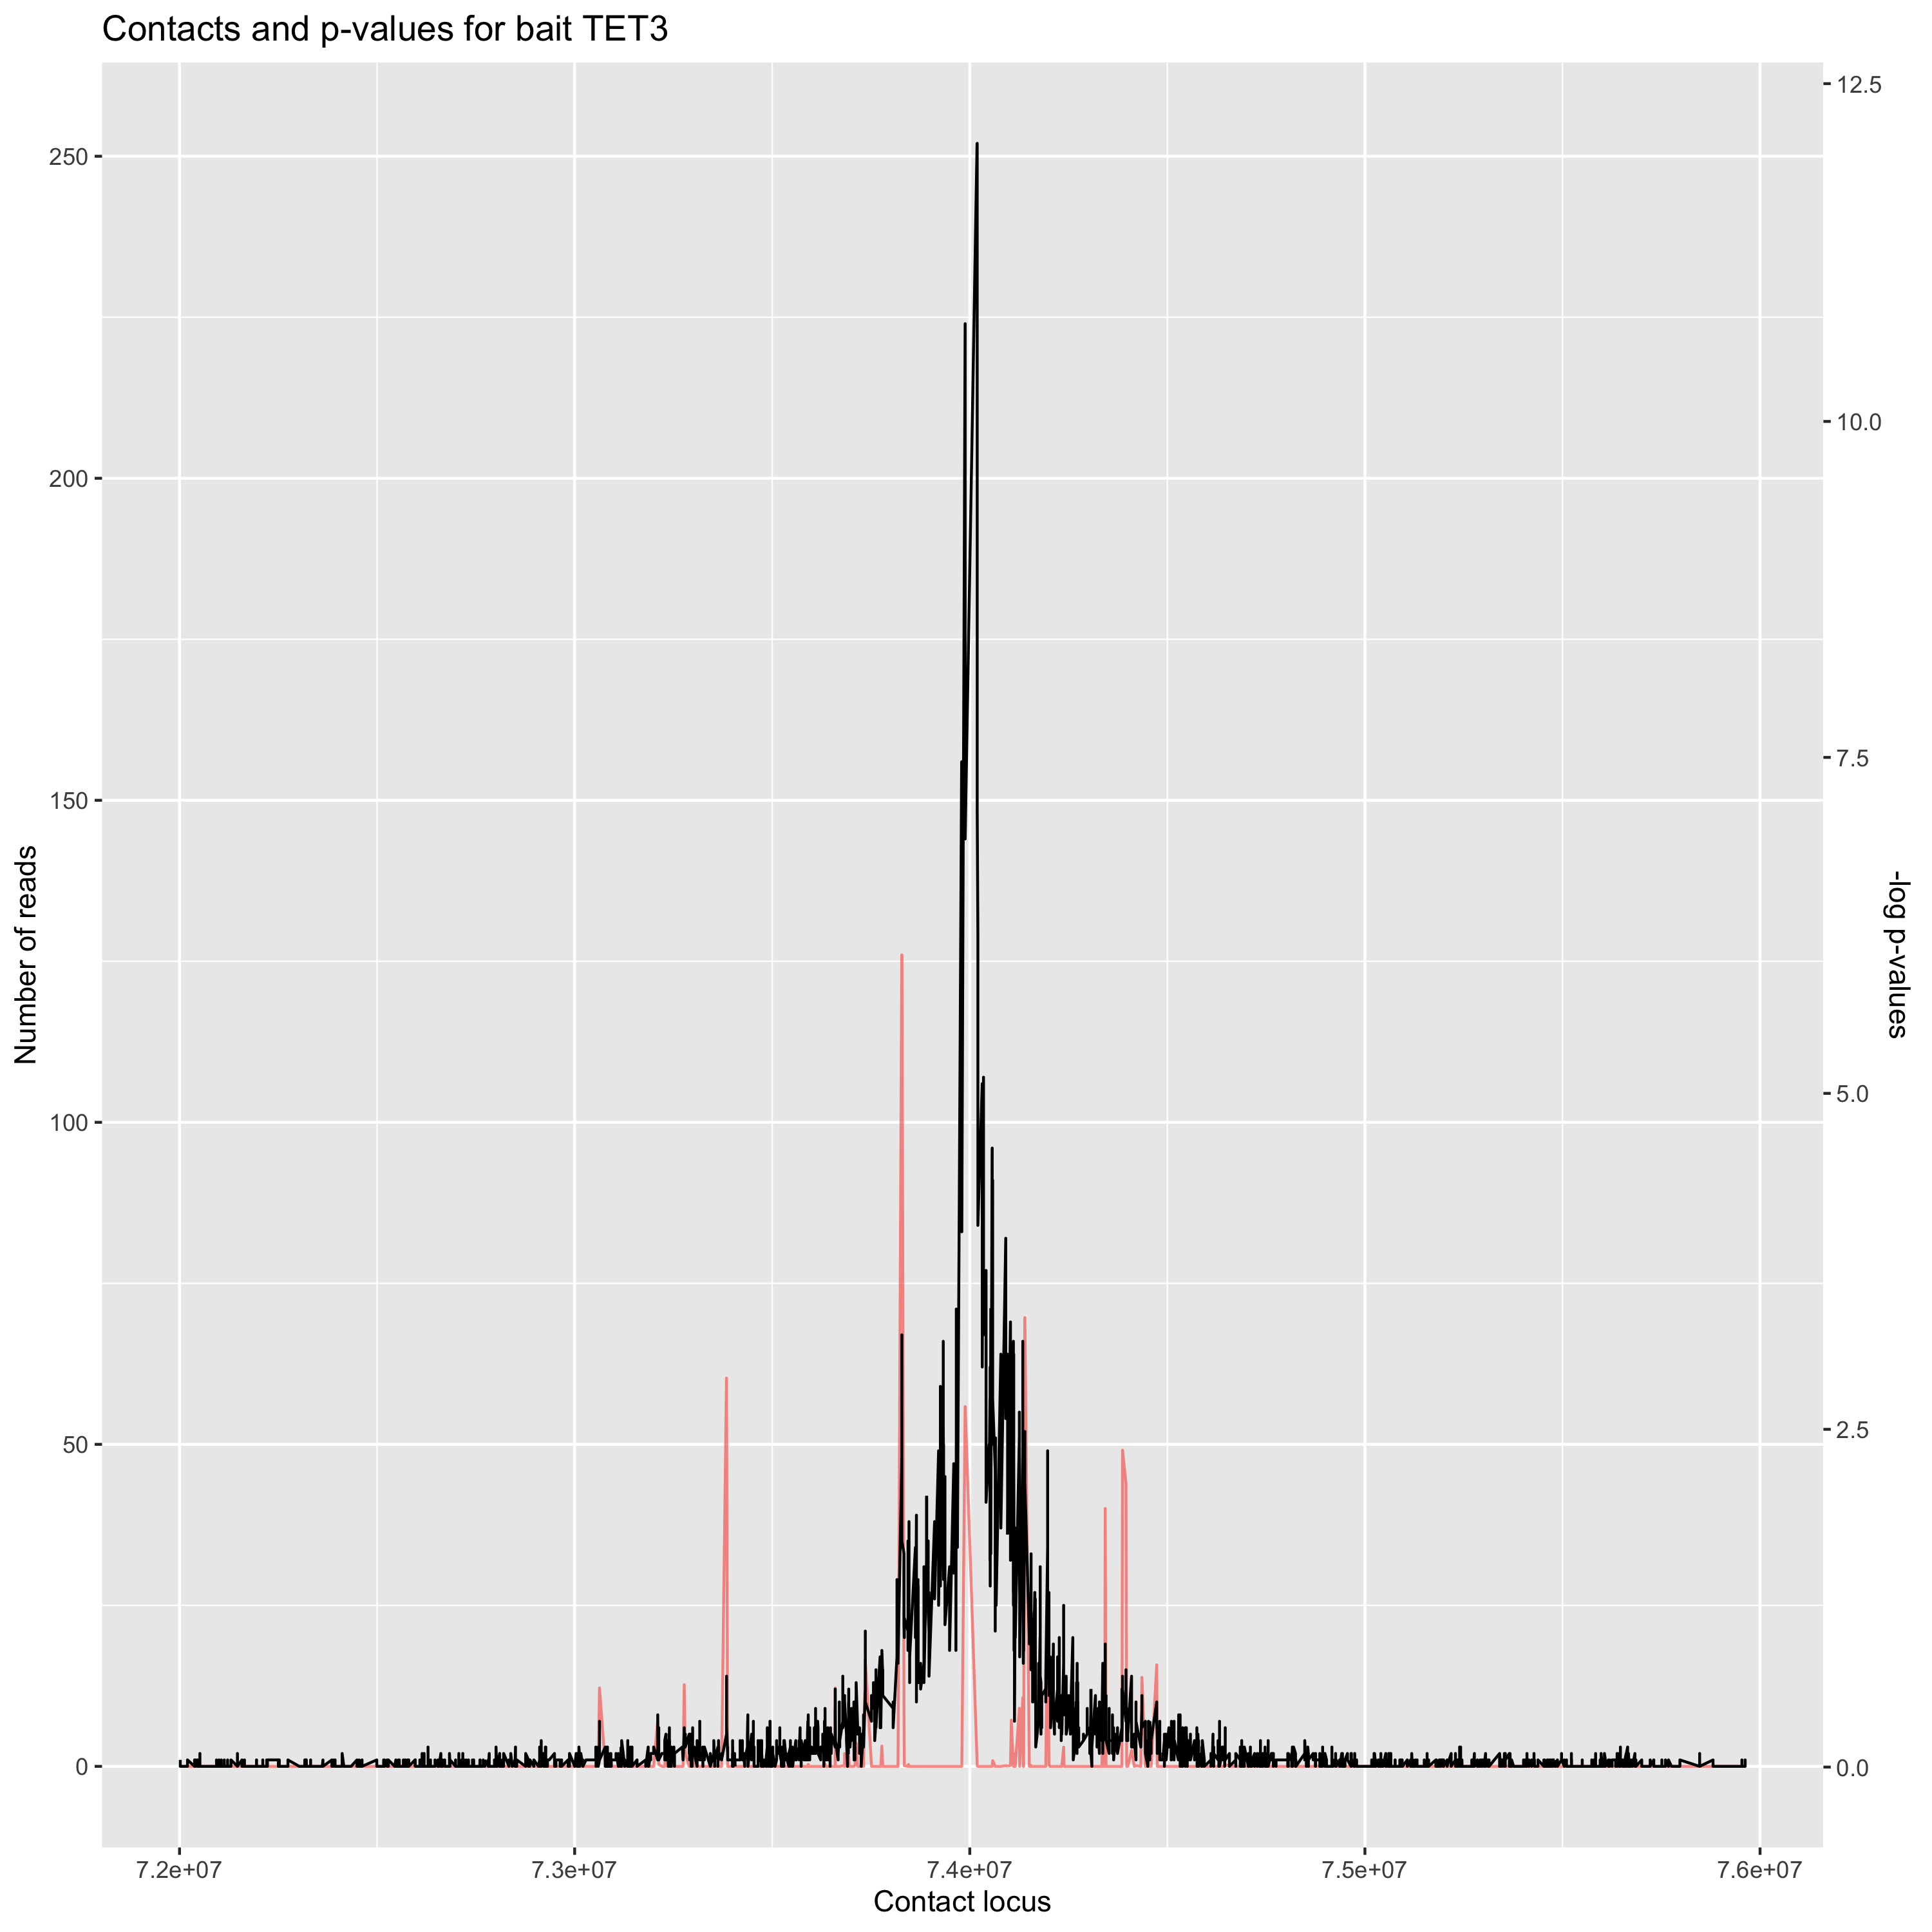 Contacts and p-values for bait TET3
12.5
250
10.0
200
7.5
150
Number of reads
-log p-values
5.0
100
2.5
50
0
0.0
7.2e+07 7.3e+07 7.4e+07 7.5e+07 7.6e+07
Contact locus